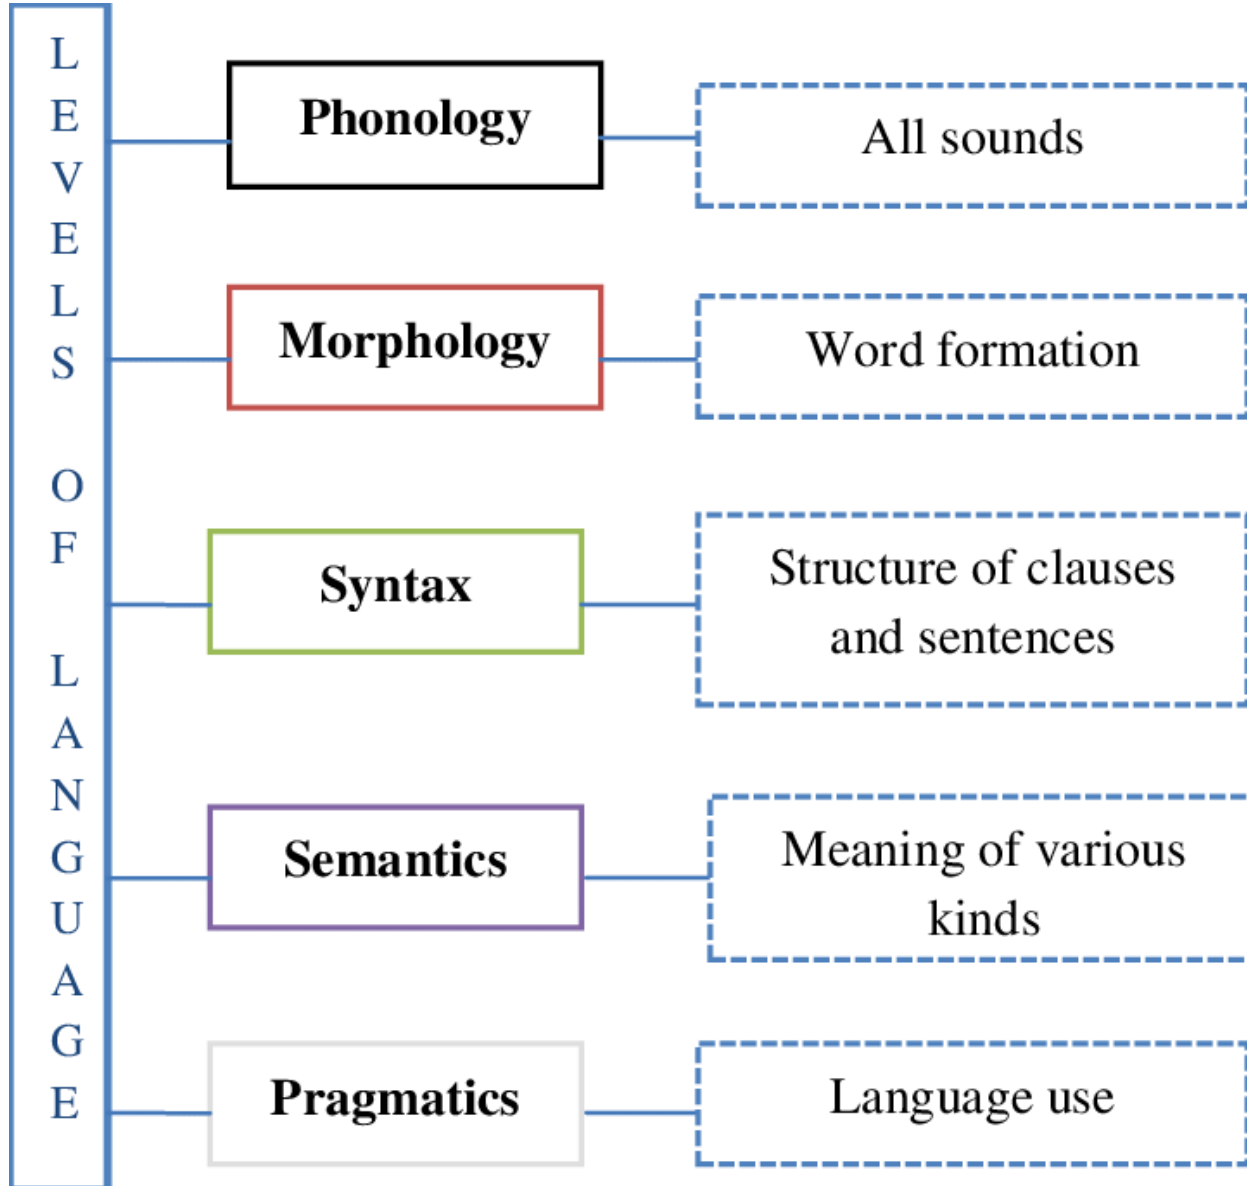 LEVELS OF LANGUAGE
Phonology
All sounds
Morphology
Word formation
Syntax
Structure of clauses
and sentences
Semantics
Meaning of various
kinds
Pragmatics
Language use